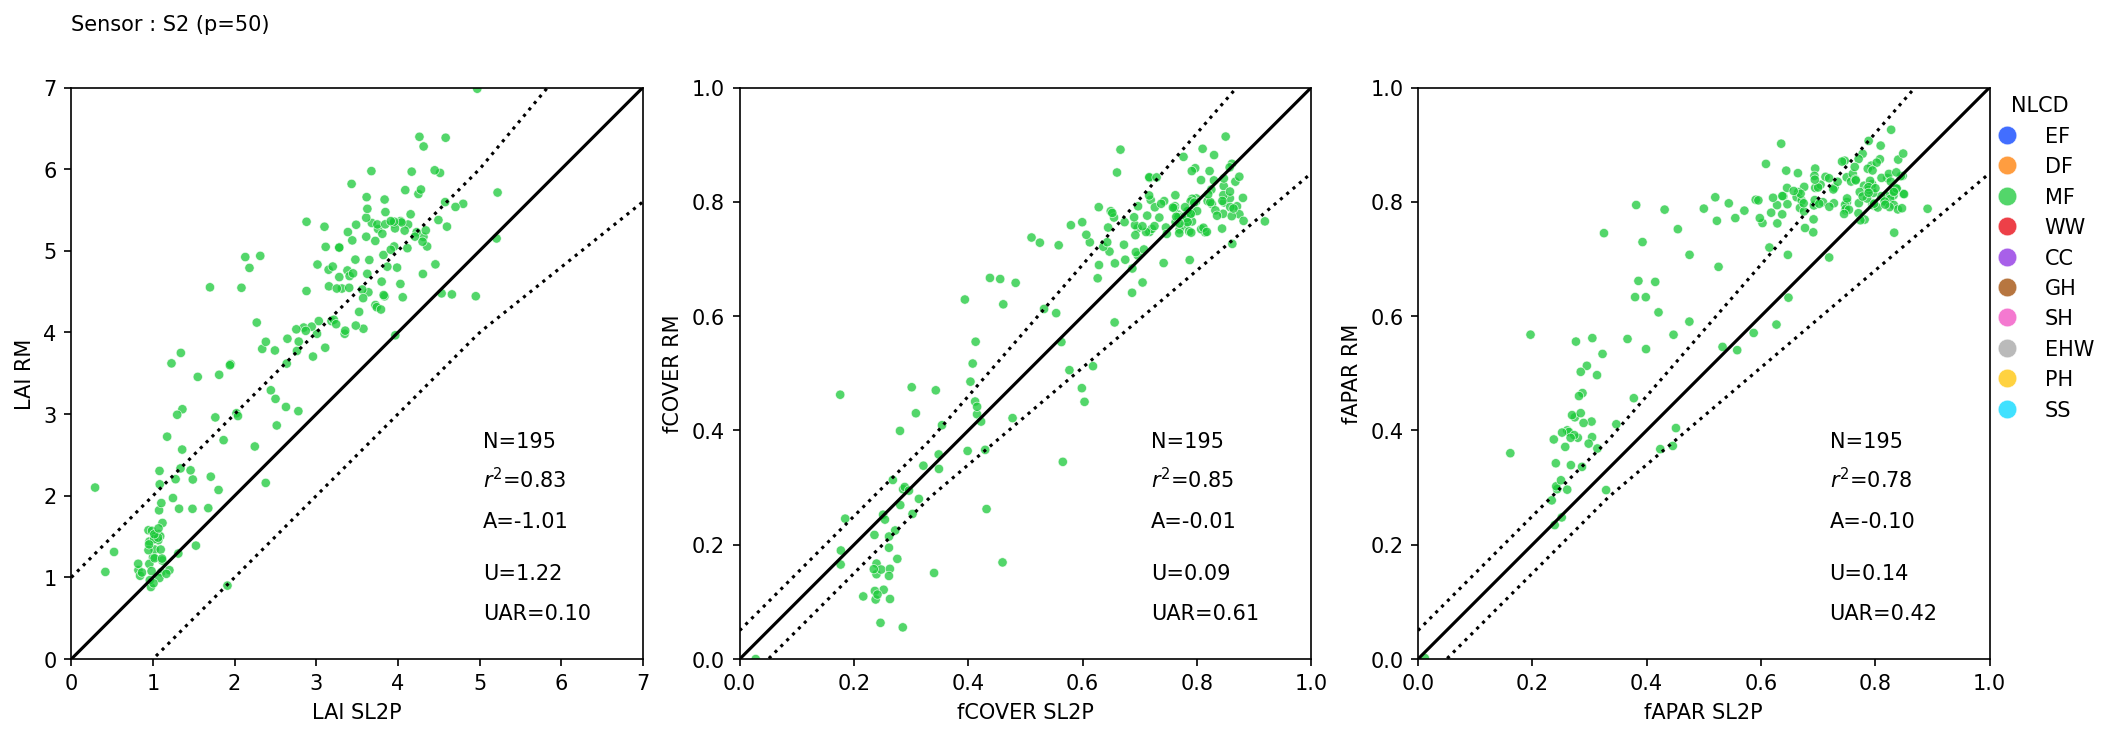 Sensor : S2 (p=50)
7
6
5
4
3
2
1
0
LAI RM
0 1 2 3 4 5 6 7
LAI SL2P
N=195
r²=0.83
A=-1.01
U=1.22
UAR=0.10
1.0
0.8
0.6
0.4
0.2
0.0
fCOVER RM
0.0 0.2 0.4 0.6 0.8 1.0
fCOVER SL2P
N=195
r²=0.85
A=-0.01
U=0.09
UAR=0.61
1.0
0.8
0.6
0.4
0.2
0.0
fAPAR RM
0.0 0.2 0.4 0.6 0.8 1.0
fAPAR SL2P
N=195
r²=0.78
A=-0.10
U=0.14
UAR=0.42
NLCD
EF
DF
MF
WW
CC
GH
SH
EHW
PH
SS